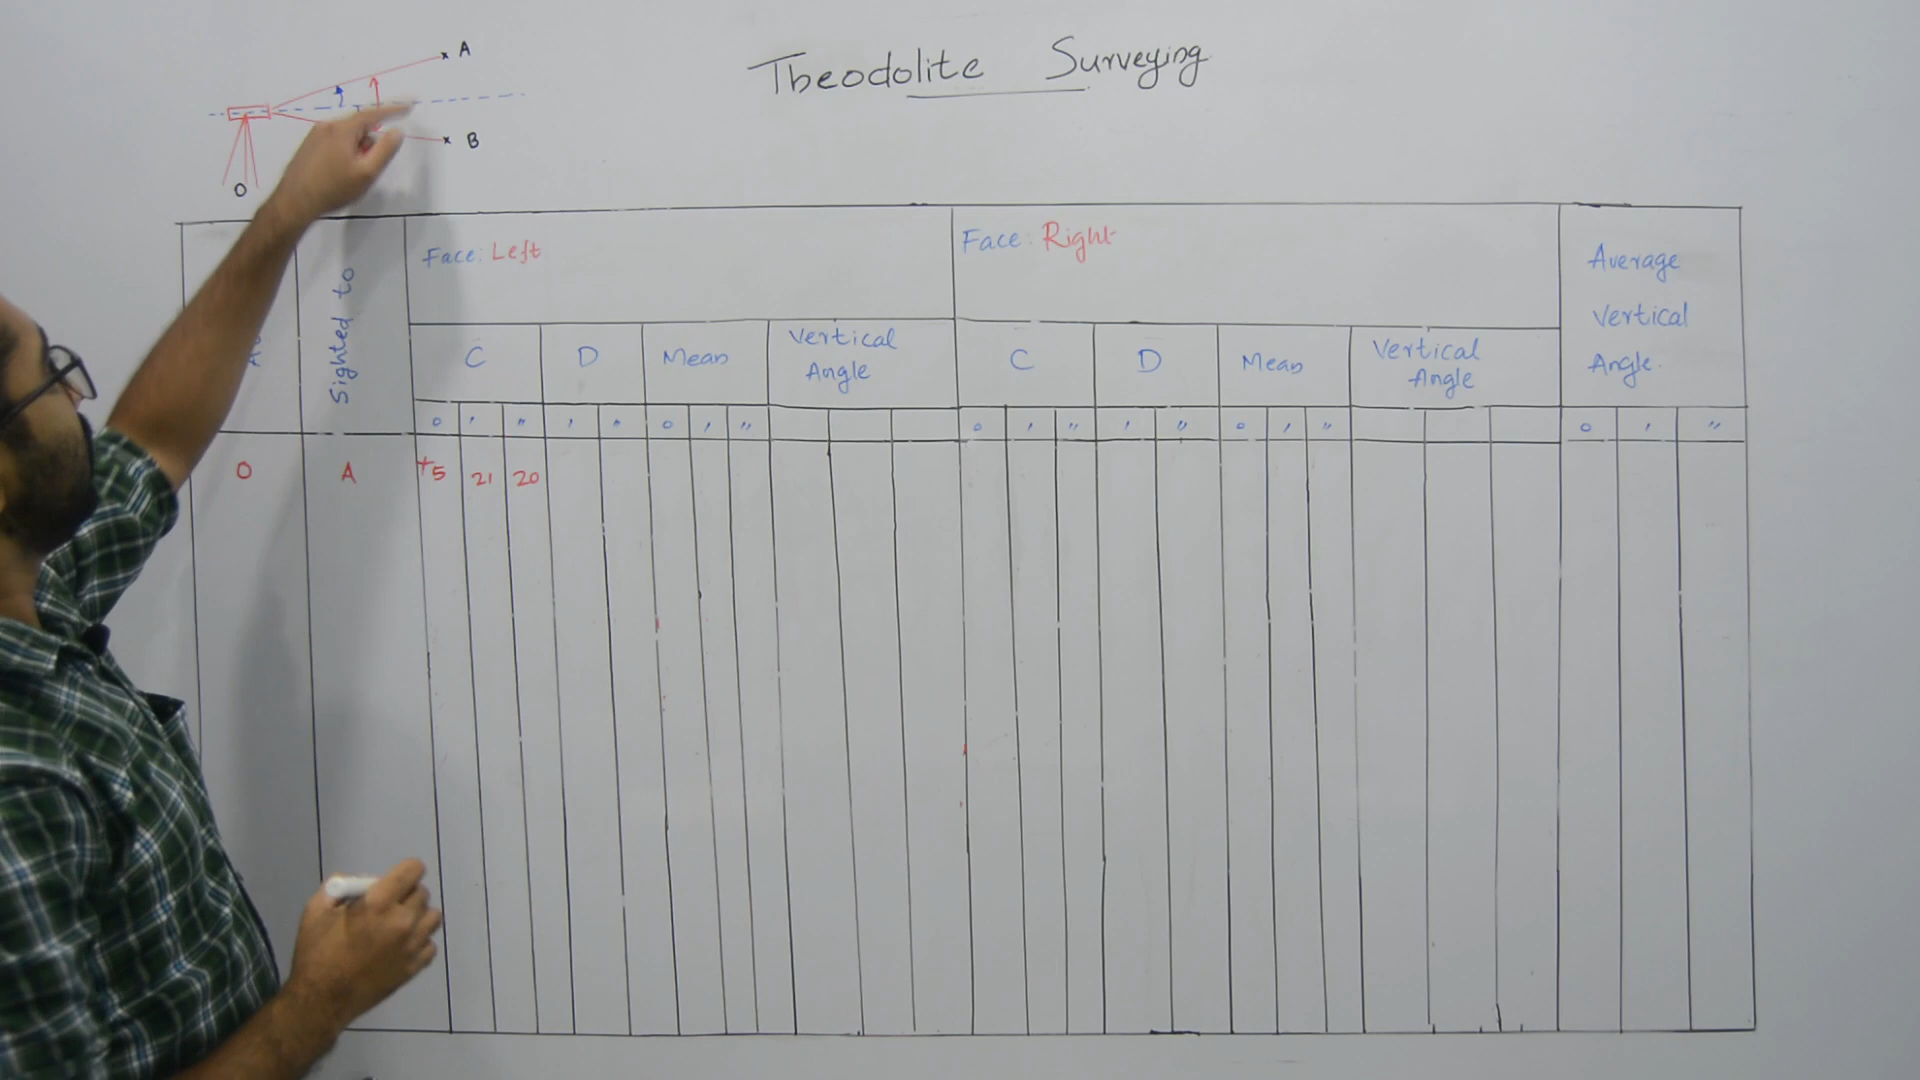 A
B
O
Theodolite Surveying
Sighted to
Face: Left
Face: Right
Average
Vertical
Angle.
C D Mean Vertical
Angle
C D Mean Vertical
Angle
o ' " ' " o ' " o ' " ' " o ' " o ' "
O A +5 21 20